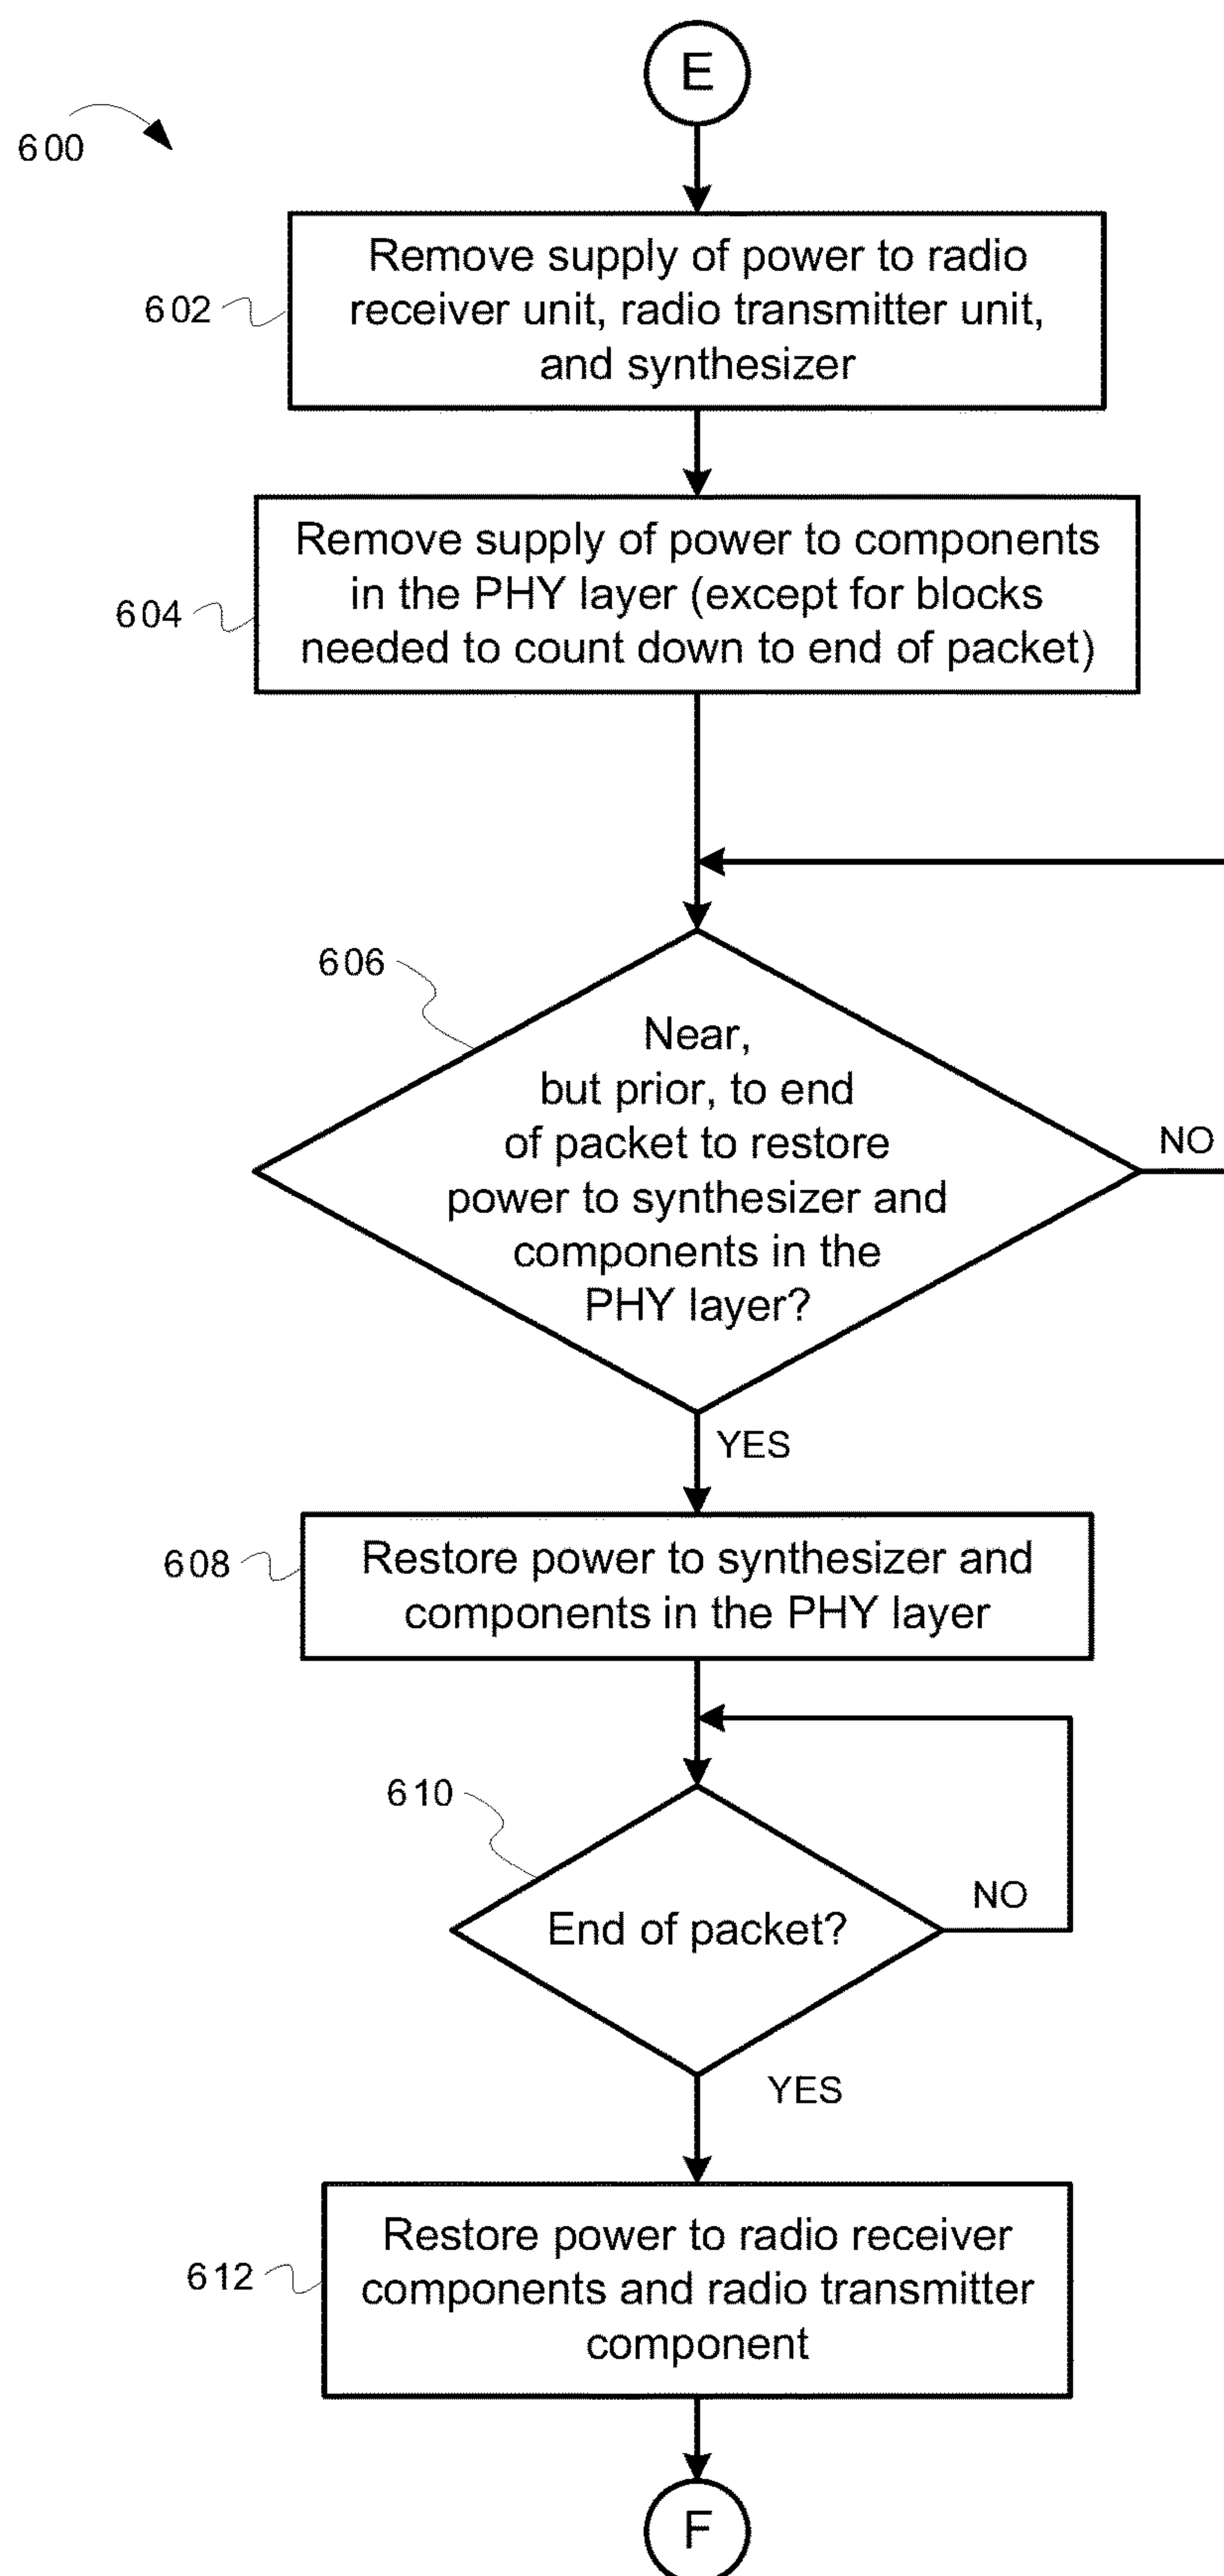 E
600
Remove supply of power to radio
receiver unit, radio transmitter unit,
and synthesizer
602
Remove supply of power to components
in the PHY layer (except for blocks
needed to count down to end of packet)
604
606
Near,
but prior, to end
of packet to restore
power to synthesizer and
components in the
PHY layer?
NO
YES
608
Restore power to synthesizer and
components in the PHY layer
610
End of packet?
NO
YES
612
Restore power to radio receiver
components and radio transmitter
component
F